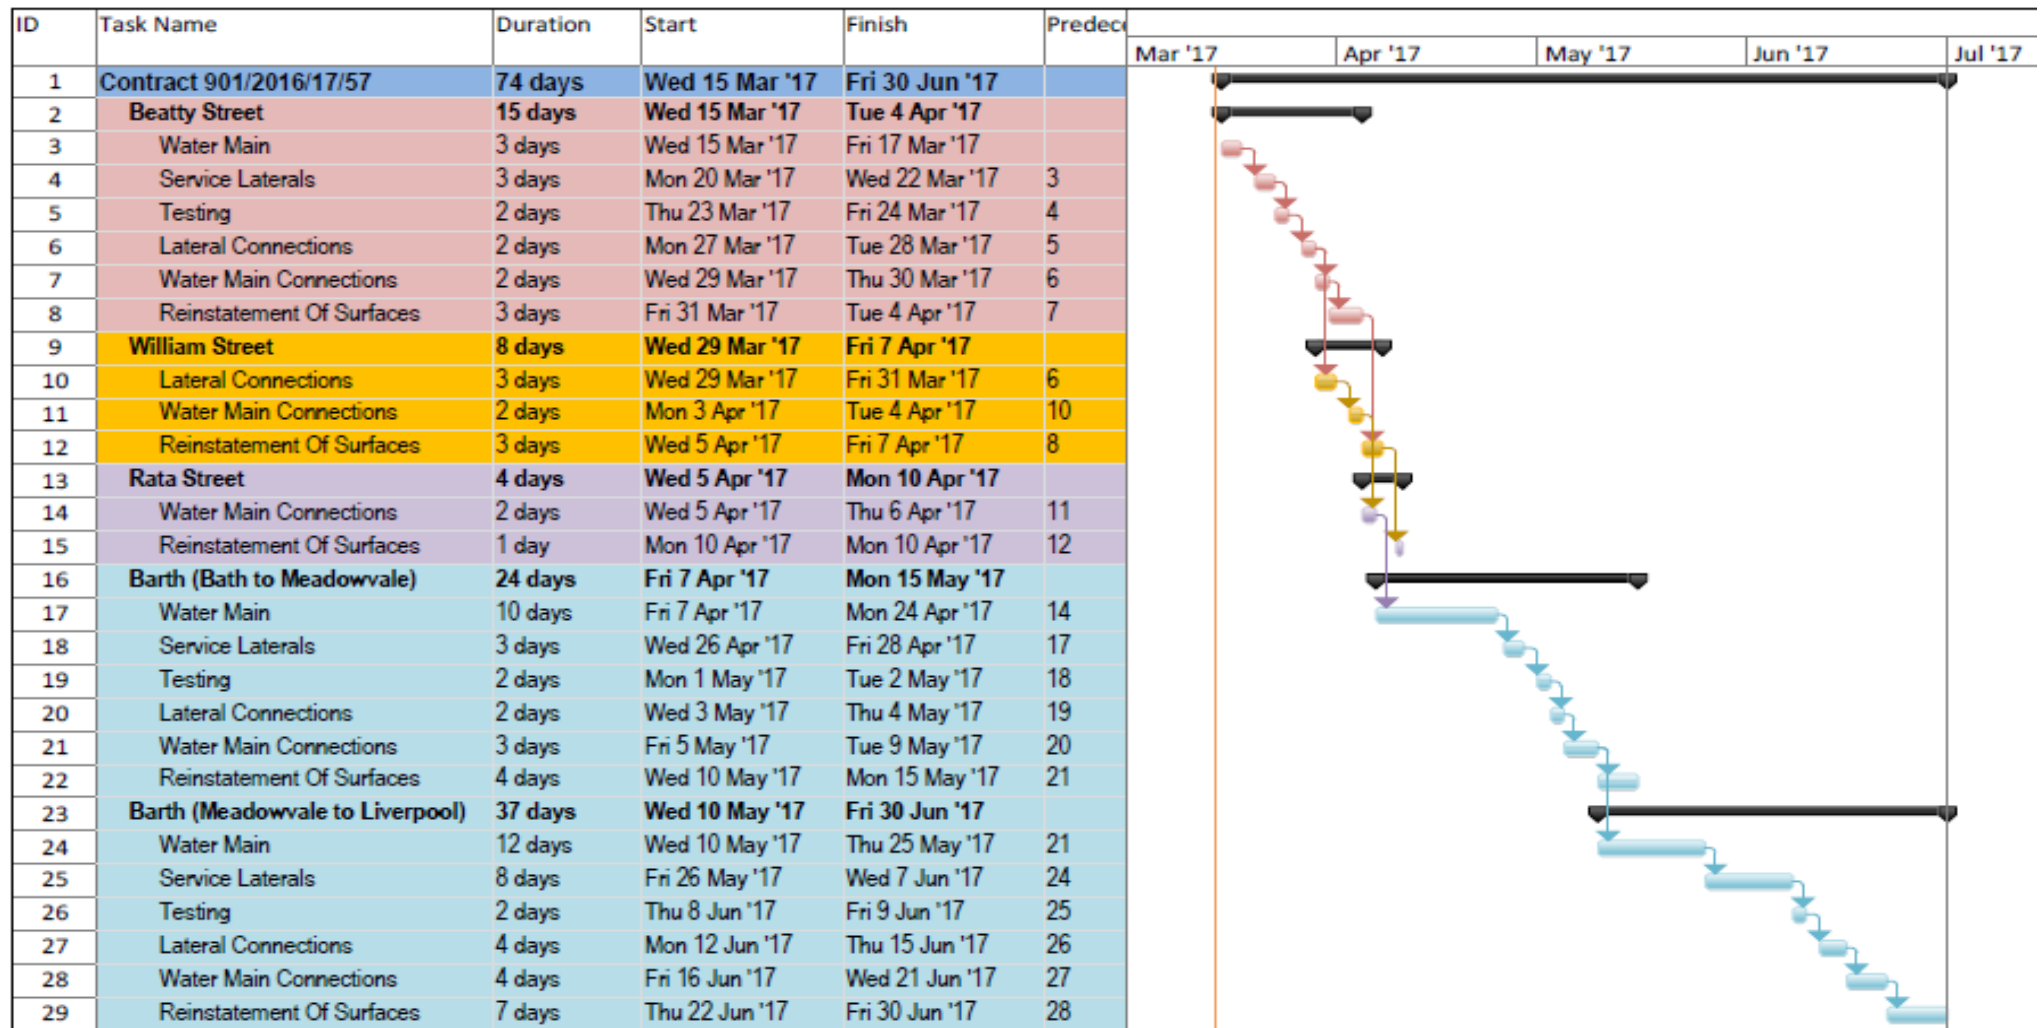 ID Task Name Duration Start Finish Predece
Mar '17 Apr '17 May '17 Jun '17 Jul '17
1 Contract 901/2016/17/57 74 days Wed 15 Mar '17 Fri 30 Jun '17
2 Beatty Street 15 days Wed 15 Mar '17 Tue 4 Apr '17
3 Water Main 3 days Wed 15 Mar '17 Fri 17 Mar '17
4 Service Laterals 3 days Mon 20 Mar '17 Wed 22 Mar '17 3
5 Testing 2 days Thu 23 Mar '17 Fri 24 Mar '17 4
6 Lateral Connections 2 days Mon 27 Mar '17 Tue 28 Mar '17 5
7 Water Main Connections 2 days Wed 29 Mar '17 Thu 30 Mar '17 6
8 Reinstatement Of Surfaces 3 days Fri 31 Mar '17 Tue 4 Apr '17 7
9 William Street 8 days Wed 29 Mar '17 Fri 7 Apr '17
10 Lateral Connections 3 days Wed 29 Mar '17 Fri 31 Mar '17 6
11 Water Main Connections 2 days Mon 3 Apr '17 Tue 4 Apr '17 10
12 Reinstatement Of Surfaces 3 days Wed 5 Apr '17 Fri 7 Apr '17 8
13 Rata Street 4 days Wed 5 Apr '17 Mon 10 Apr '17
14 Water Main Connections 2 days Wed 5 Apr '17 Thu 6 Apr '17 11
15 Reinstatement Of Surfaces 1 day Mon 10 Apr '17 Mon 10 Apr '17 12
16 Barth (Bath to Meadowvale) 24 days Fri 7 Apr '17 Mon 15 May '17
17 Water Main 10 days Fri 7 Apr '17 Mon 24 Apr '17 14
18 Service Laterals 3 days Wed 26 Apr '17 Fri 28 Apr '17 17
19 Testing 2 days Mon 1 May '17 Tue 2 May '17 18
20 Lateral Connections 2 days Wed 3 May '17 Thu 4 May '17 19
21 Water Main Connections 3 days Fri 5 May '17 Tue 9 May '17 20
22 Reinstatement Of Surfaces 4 days Wed 10 May '17 Mon 15 May '17 21
23 Barth (Meadowvale to Liverpool) 37 days Wed 10 May '17 Fri 30 Jun '17
24 Water Main 12 days Wed 10 May '17 Thu 25 May '17 21
25 Service Laterals 8 days Fri 26 May '17 Wed 7 Jun '17 24
26 Testing 2 days Thu 8 Jun '17 Fri 9 Jun '17 25
27 Lateral Connections 4 days Mon 12 Jun '17 Thu 15 Jun '17 26
28 Water Main Connections 4 days Fri 16 Jun '17 Wed 21 Jun '17 27
29 Reinstatement Of Surfaces 7 days Thu 22 Jun '17 Fri 30 Jun '17 28